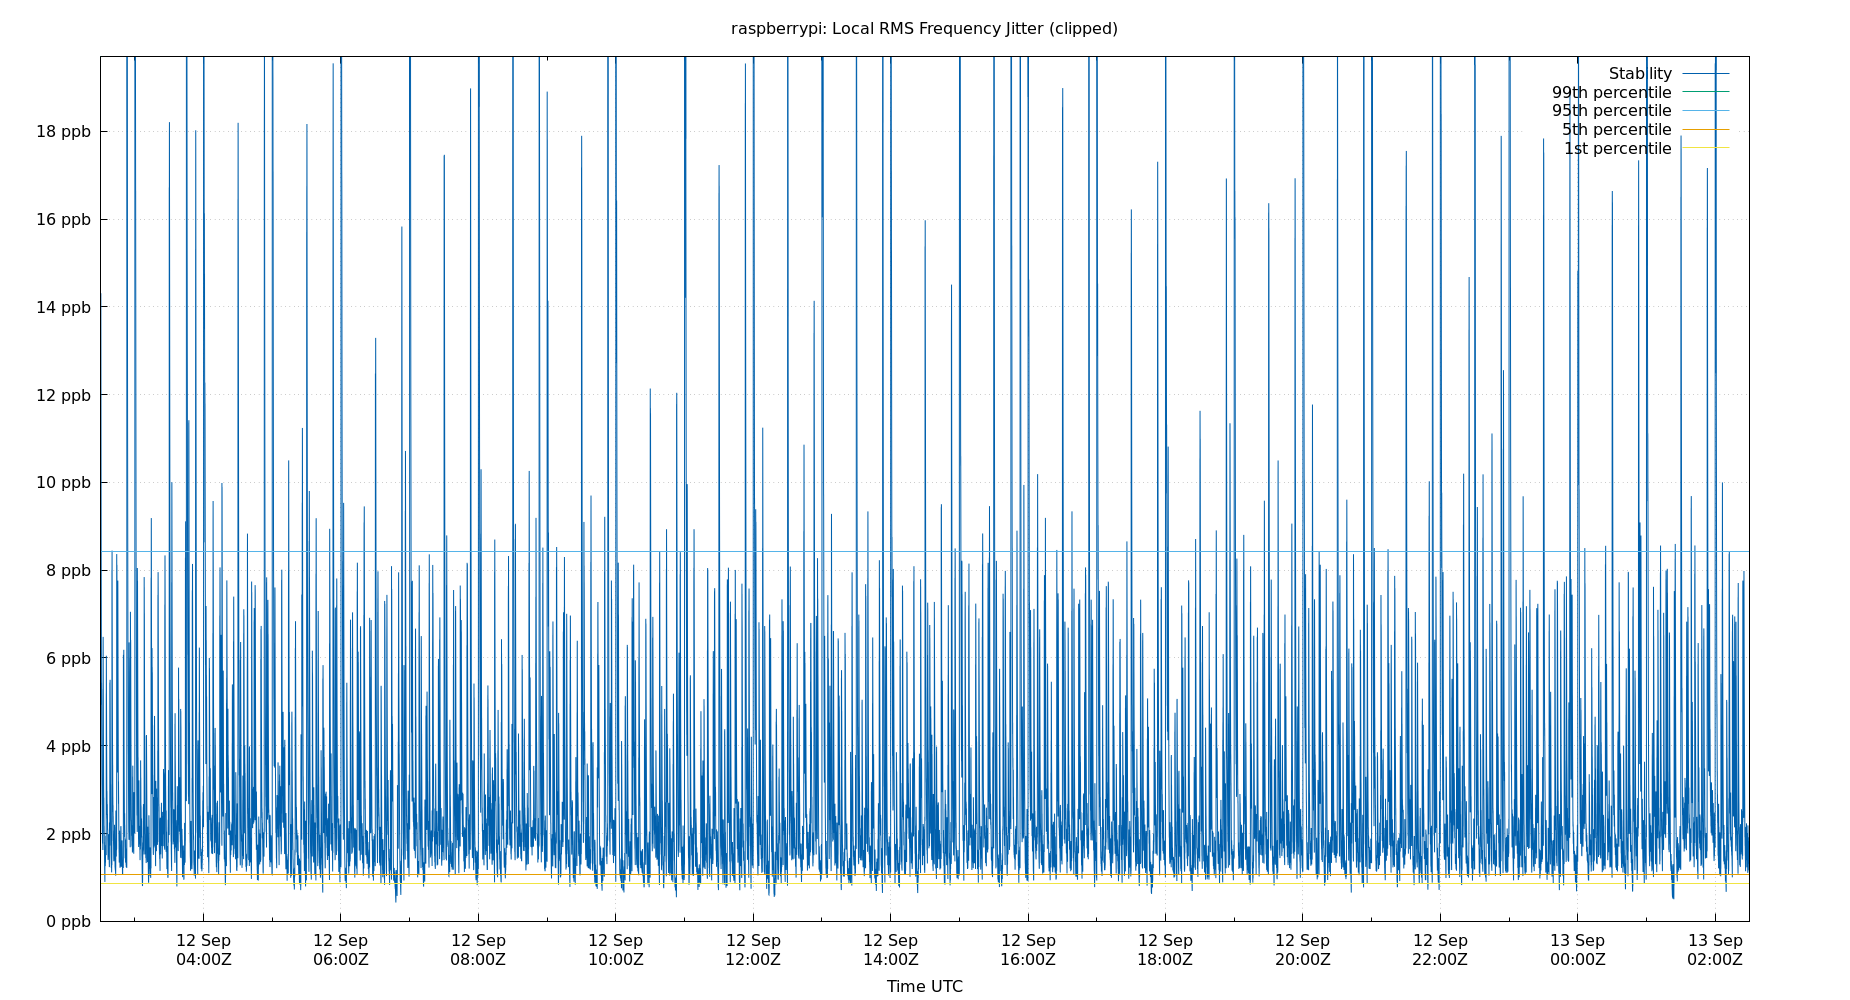 raspberrypi: Local RMS Frequency Jitter (clipped)
Stability
99th percentile
95th percentile
5th percentile
1st percentile
18 ppb
16 ppb
14 ppb
12 ppb
10 ppb
8 ppb
6 ppb
4 ppb
2 ppb
0 ppb
12 Sep 12 Sep 12 Sep 12 Sep 12 Sep 12 Sep 12 Sep 12 Sep 12 Sep 12 Sep 13 Sep 13 Sep
04:00Z 06:00Z 08:00Z 10:00Z 12:00Z 14:00Z 16:00Z 18:00Z 20:00Z 22:00Z 00:00Z 02:00Z
Time UTC